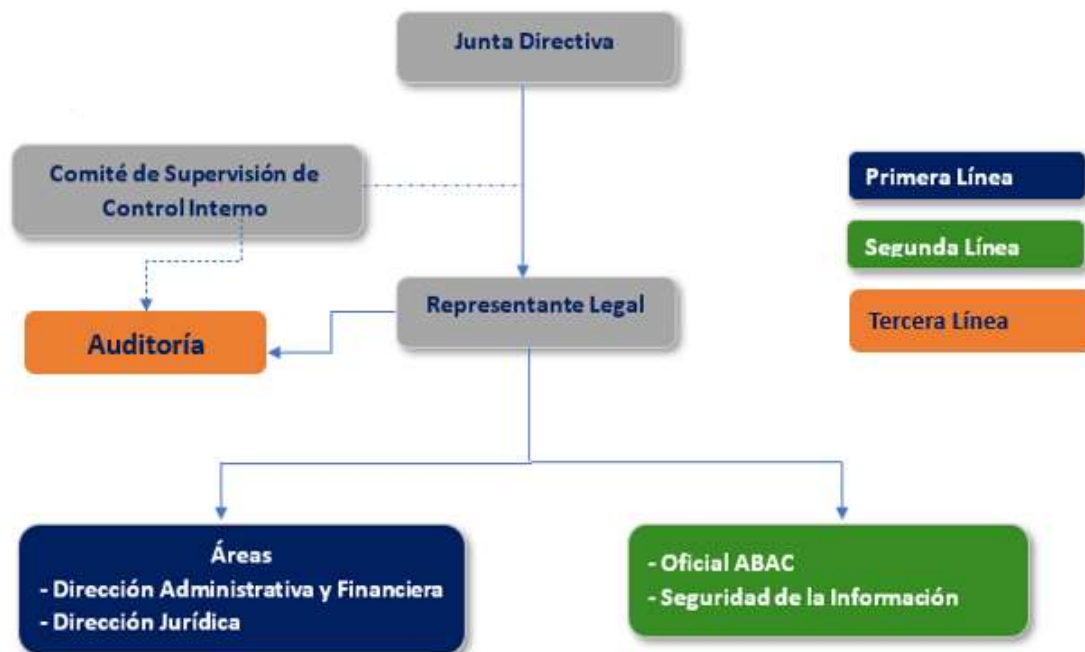 Junta Directiva
Comité de Supervisión de
Control Interno
Primera Línea
Segunda Línea
Representante Legal
Tercera Línea
Auditoría
Áreas
- Dirección Administrativa y Financiera
- Dirección Jurídica
- Oficial ABAC
- Seguridad de la Información